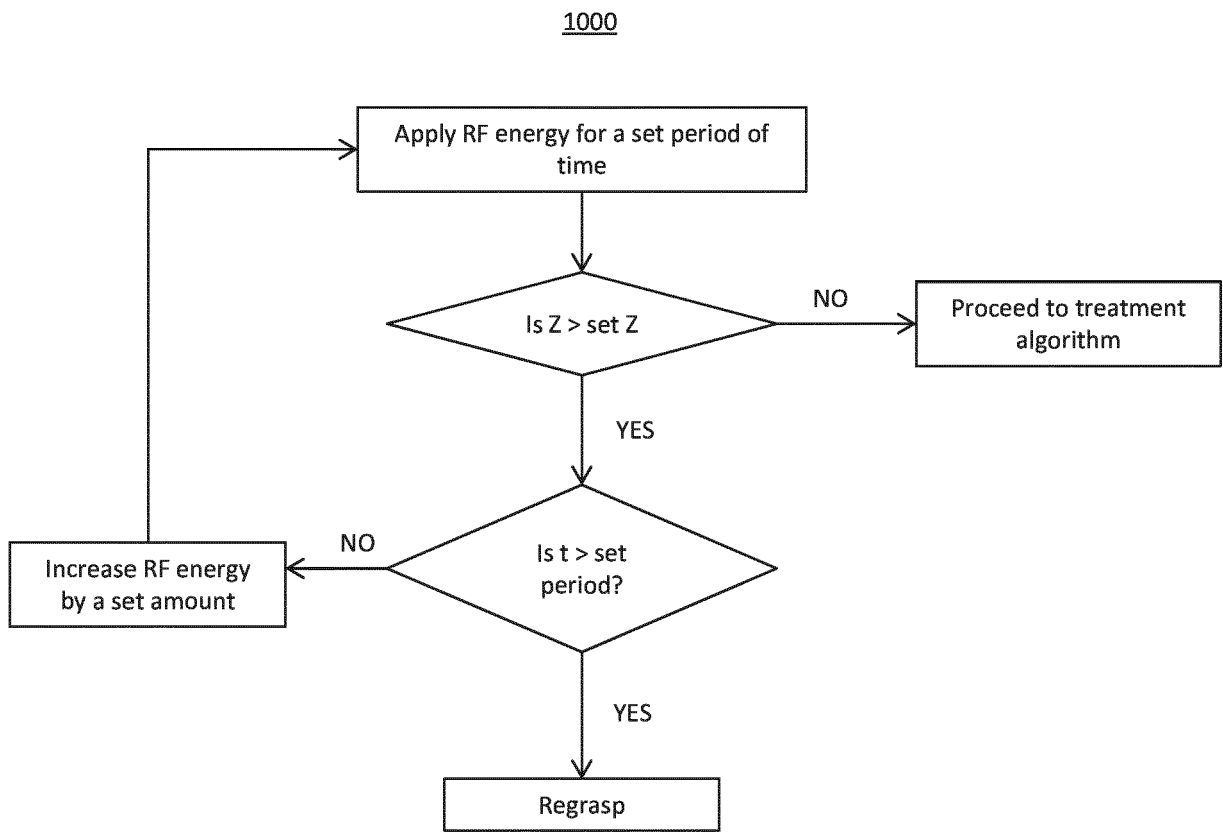 1000
Apply RF energy for a set period of
time
Is Z > set Z
NO
Proceed to treatment
algorithm
YES
Is t > set
period?
NO
Increase RF energy
by a set amount
YES
Regrasp